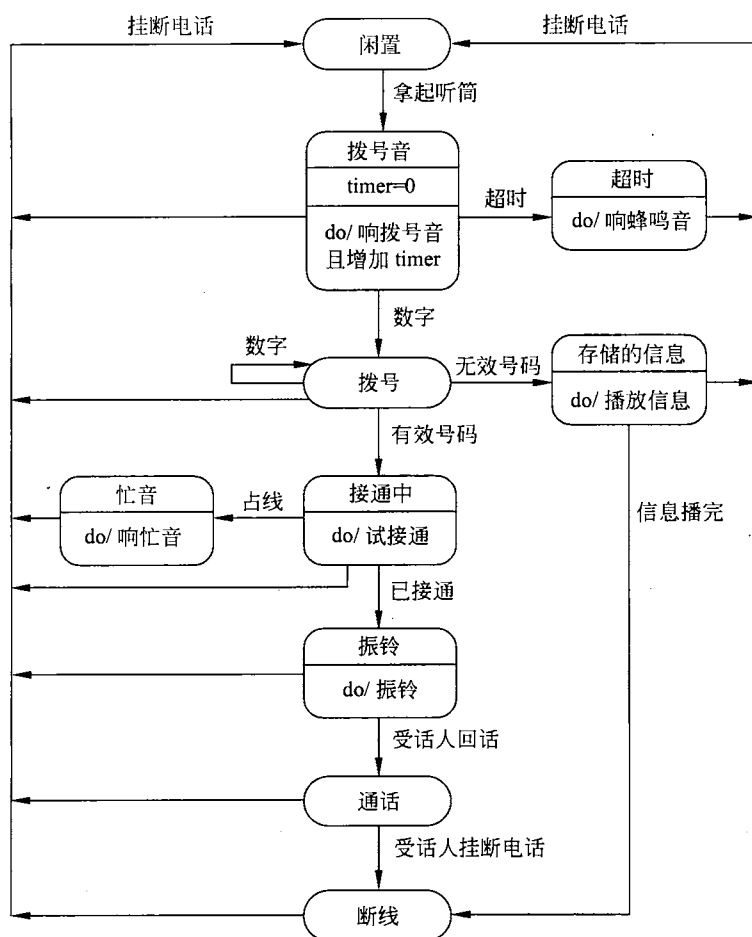 挂断电话
闲置
挂断电话
拿起听筒
拨号音
timer=0
do/ 响拨号音
且增加 timer
超时
超时
do/ 响蜂鸣音
数字
数字
拨号
无效号码
存储的信息
do/ 播放信息
有效号码
忙音
do/ 响忙音
占线
接通中
do/ 试接通
信息播完
已接通
振铃
do/ 振铃
受话人回话
通话
受话人挂断电话
断线